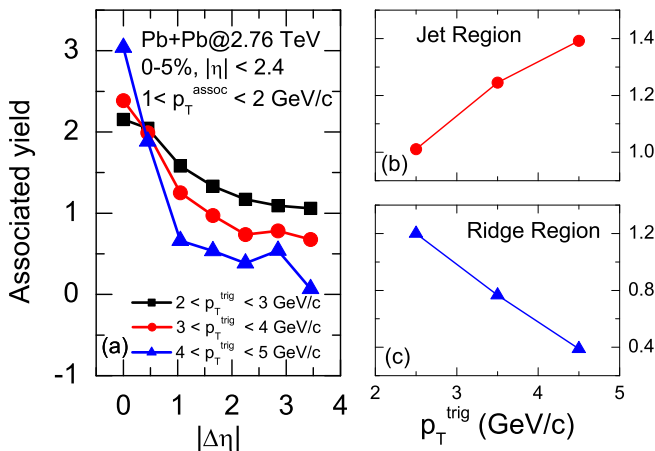 Pb+Pb@2.76 TeV
0-5%, |η| < 2.4
1< p_T^assoc < 2 GeV/c
Associated yield
3
2
1
0
-1
2 < p_T^trig < 3 GeV/c
3 < p_T^trig < 4 GeV/c
4 < p_T^trig < 5 GeV/c
(a)
0 1 2 3 4
|Δη|
Jet Region
1.4
1.2
1.0
(b)
Ridge Region
1.2
0.8
0.4
(c)
2 3 4 5
p_T^trig (GeV/c)